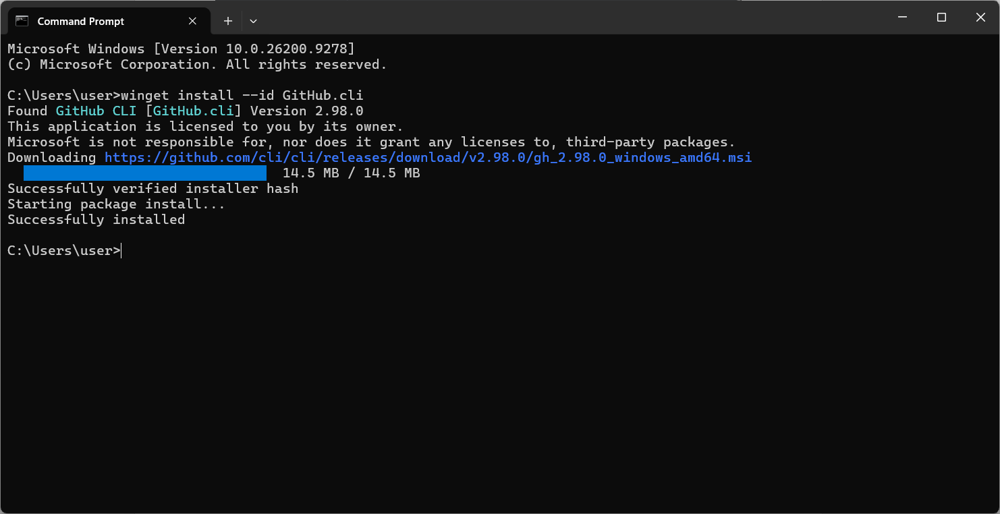 Command Prompt
Microsoft Windows [Version 10.0.26200.9278]
(c) Microsoft Corporation. All rights reserved.
C:\Users\user>winget install --id GitHub.cli
Found GitHub CLI [GitHub.cli] Version 2.98.0
This application is licensed to you by its owner.
Microsoft is not responsible for, nor does it grant any licenses to, third-party packages.
Downloading https://github.com/cli/cli/releases/download/v2.98.0/gh_2.98.0_windows_amd64.msi
14.5 MB / 14.5 MB
Successfully verified installer hash
Starting package install...
Successfully installed
C:\Users\user>